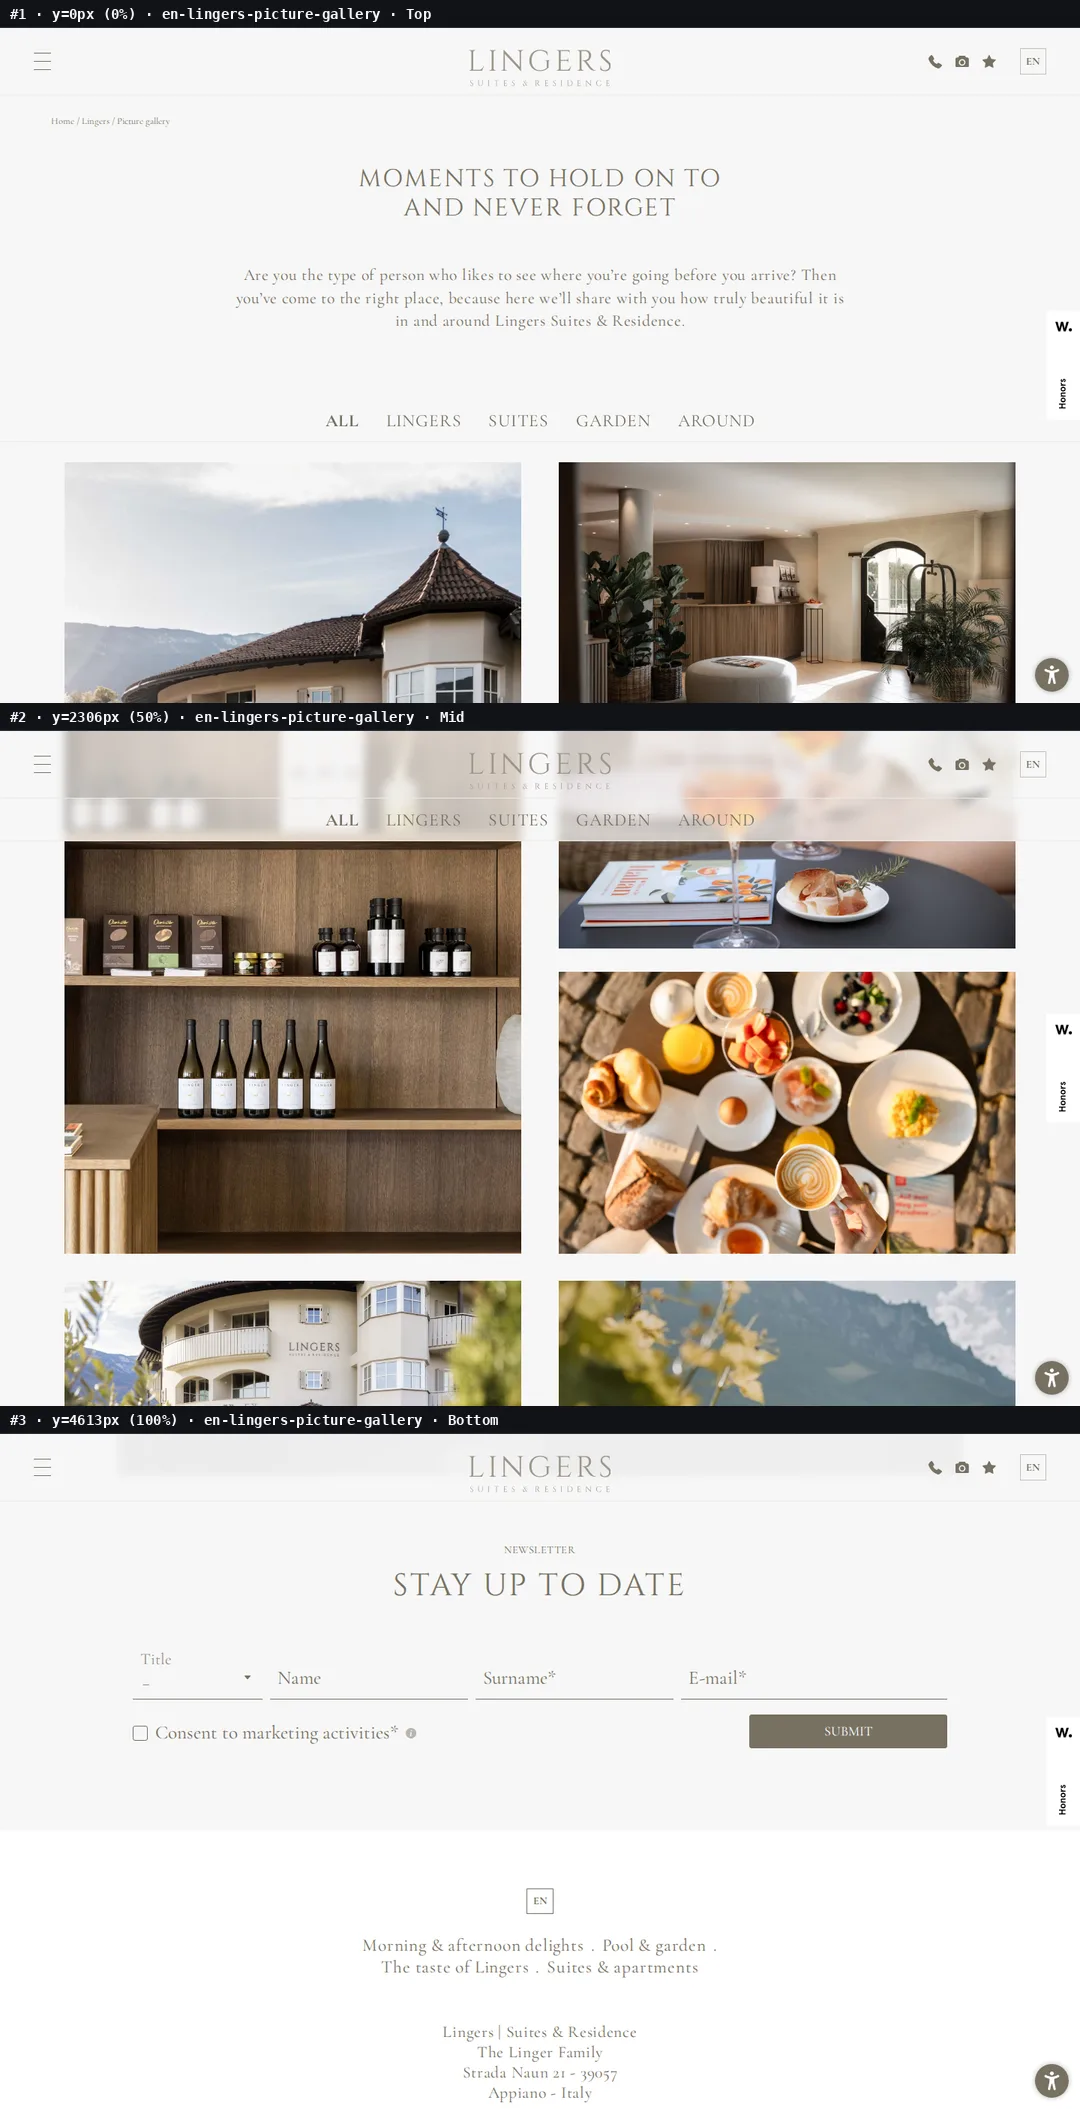 #1 · y=0px (0%) · en-lingers-picture-gallery · Top
LINGERS
SUITES & RESIDENCE
EN
Home / Lingers / Picture gallery
MOMENTS TO HOLD ON TO
AND NEVER FORGET
Are you the type of person who likes to see where you’re going before you arrive? Then
you’ve come to the right place, because here we’ll share with you how truly beautiful it is
in and around Lingers Suites & Residence.
W.
Honors
ALL LINGERS SUITES GARDEN AROUND
#2 · y=2306px (50%) · en-lingers-picture-gallery · Mid
LINGERS
SUITES & RESIDENCE
EN
ALL LINGERS SUITES GARDEN AROUND
W.
Honors
LINGERS
SUITES & RESIDENCE
#3 · y=4613px (100%) · en-lingers-picture-gallery · Bottom
LINGERS
SUITES & RESIDENCE
EN
NEWSLETTER
STAY UP TO DATE
Title
–
Name
Surname*
E-mail*
Consent to marketing activities*
SUBMIT
W.
Honors
EN
Morning & afternoon delights . Pool & garden .
The taste of Lingers . Suites & apartments
Lingers | Suites & Residence
The Linger Family
Strada Naun 21 - 39057
Appiano - Italy